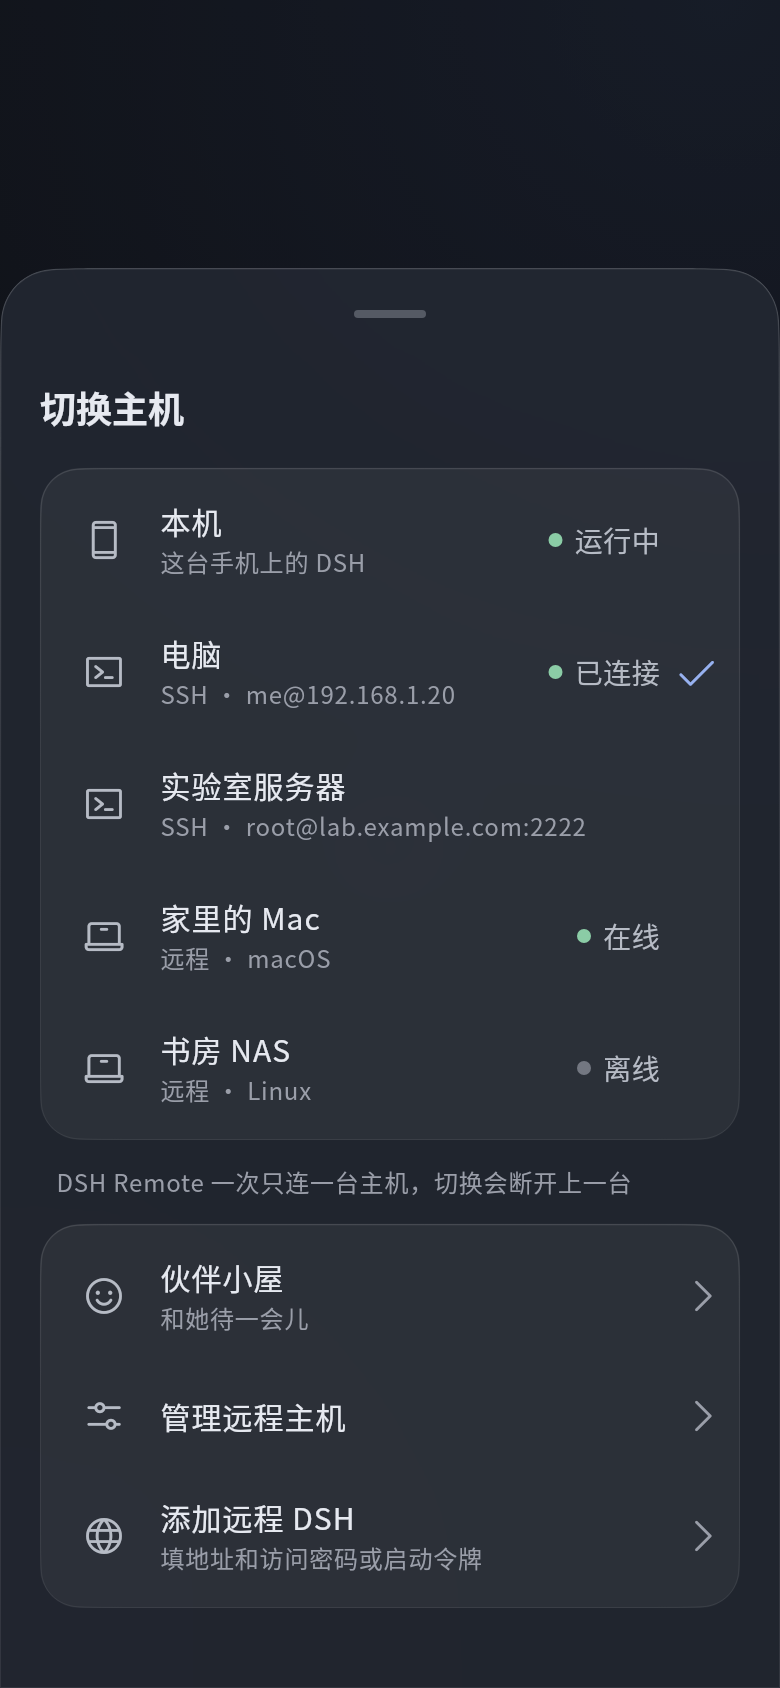 切换主机
本机
这台手机上的 DSH
运行中
电脑
SSH · me@192.168.1.20
已连接
实验室服务器
SSH · root@lab.example.com:2222
家里的 Mac
远程 · macOS
在线
书房 NAS
远程 · Linux
离线
DSH Remote 一次只连一台主机，切换会断开上一台
伙伴小屋
和她待一会儿
管理远程主机
添加远程 DSH
填地址和访问密码或启动令牌